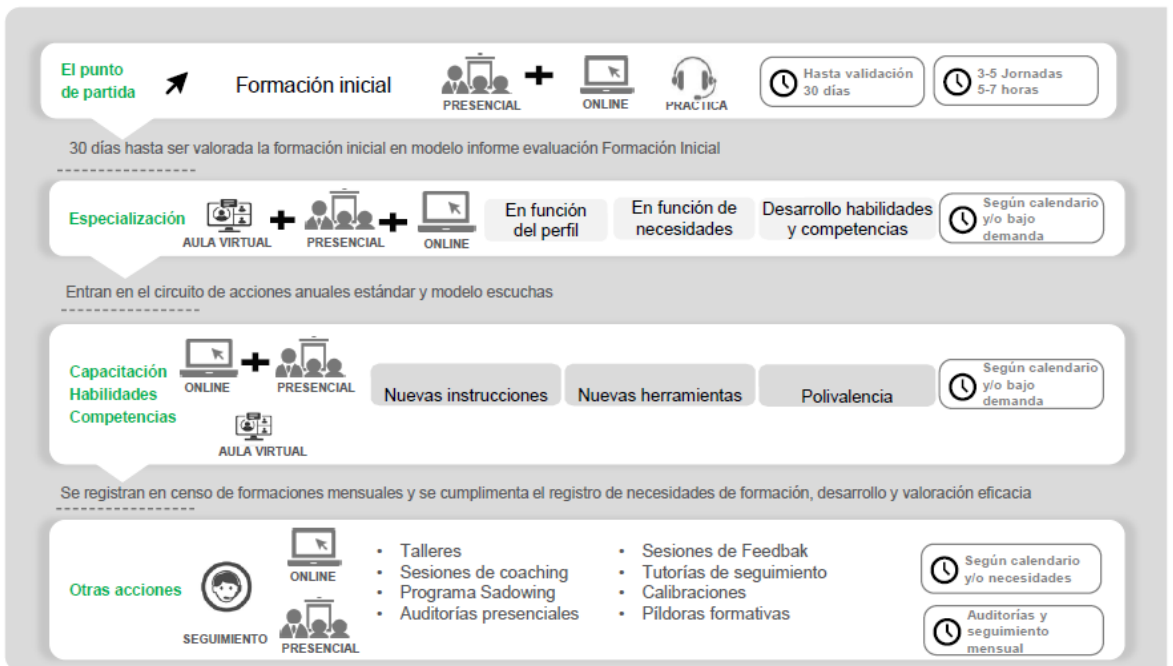 El punto
de partida
Formación inicial
PRESENCIAL
ONLINE
PRÁCTICA
Hasta validación
30 días
3-5 Jornadas
5-7 horas
30 días hasta ser valorada la formación inicial en modelo informe evaluación Formación Inicial
Especialización
AULA VIRTUAL
PRESENCIAL
ONLINE
En función
del perfil
En función de
necesidades
Desarrollo habilidades
y competencias
Según calendario
y/o bajo
demanda
Entran en el circuito de acciones anuales estándar y modelo escuchas
Capacitación
Habilidades
Competencias
ONLINE
PRESENCIAL
AULA VIRTUAL
Nuevas instrucciones
Nuevas herramientas
Polivalencia
Según calendario
y/o bajo
demanda
Se registran en censo de formaciones mensuales y se cumplimenta el registro de necesidades de formación, desarrollo y valoración eficacia
Otras acciones
SEGUIMIENTO
ONLINE
PRESENCIAL
• Talleres
• Sesiones de coaching
• Programa Sadowing
• Auditorías presenciales
• Sesiones de Feedbak
• Tutorías de seguimiento
• Calibraciones
• Píldoras formativas
Según calendario
y/o necesidades
Auditorías y
seguimiento
mensual